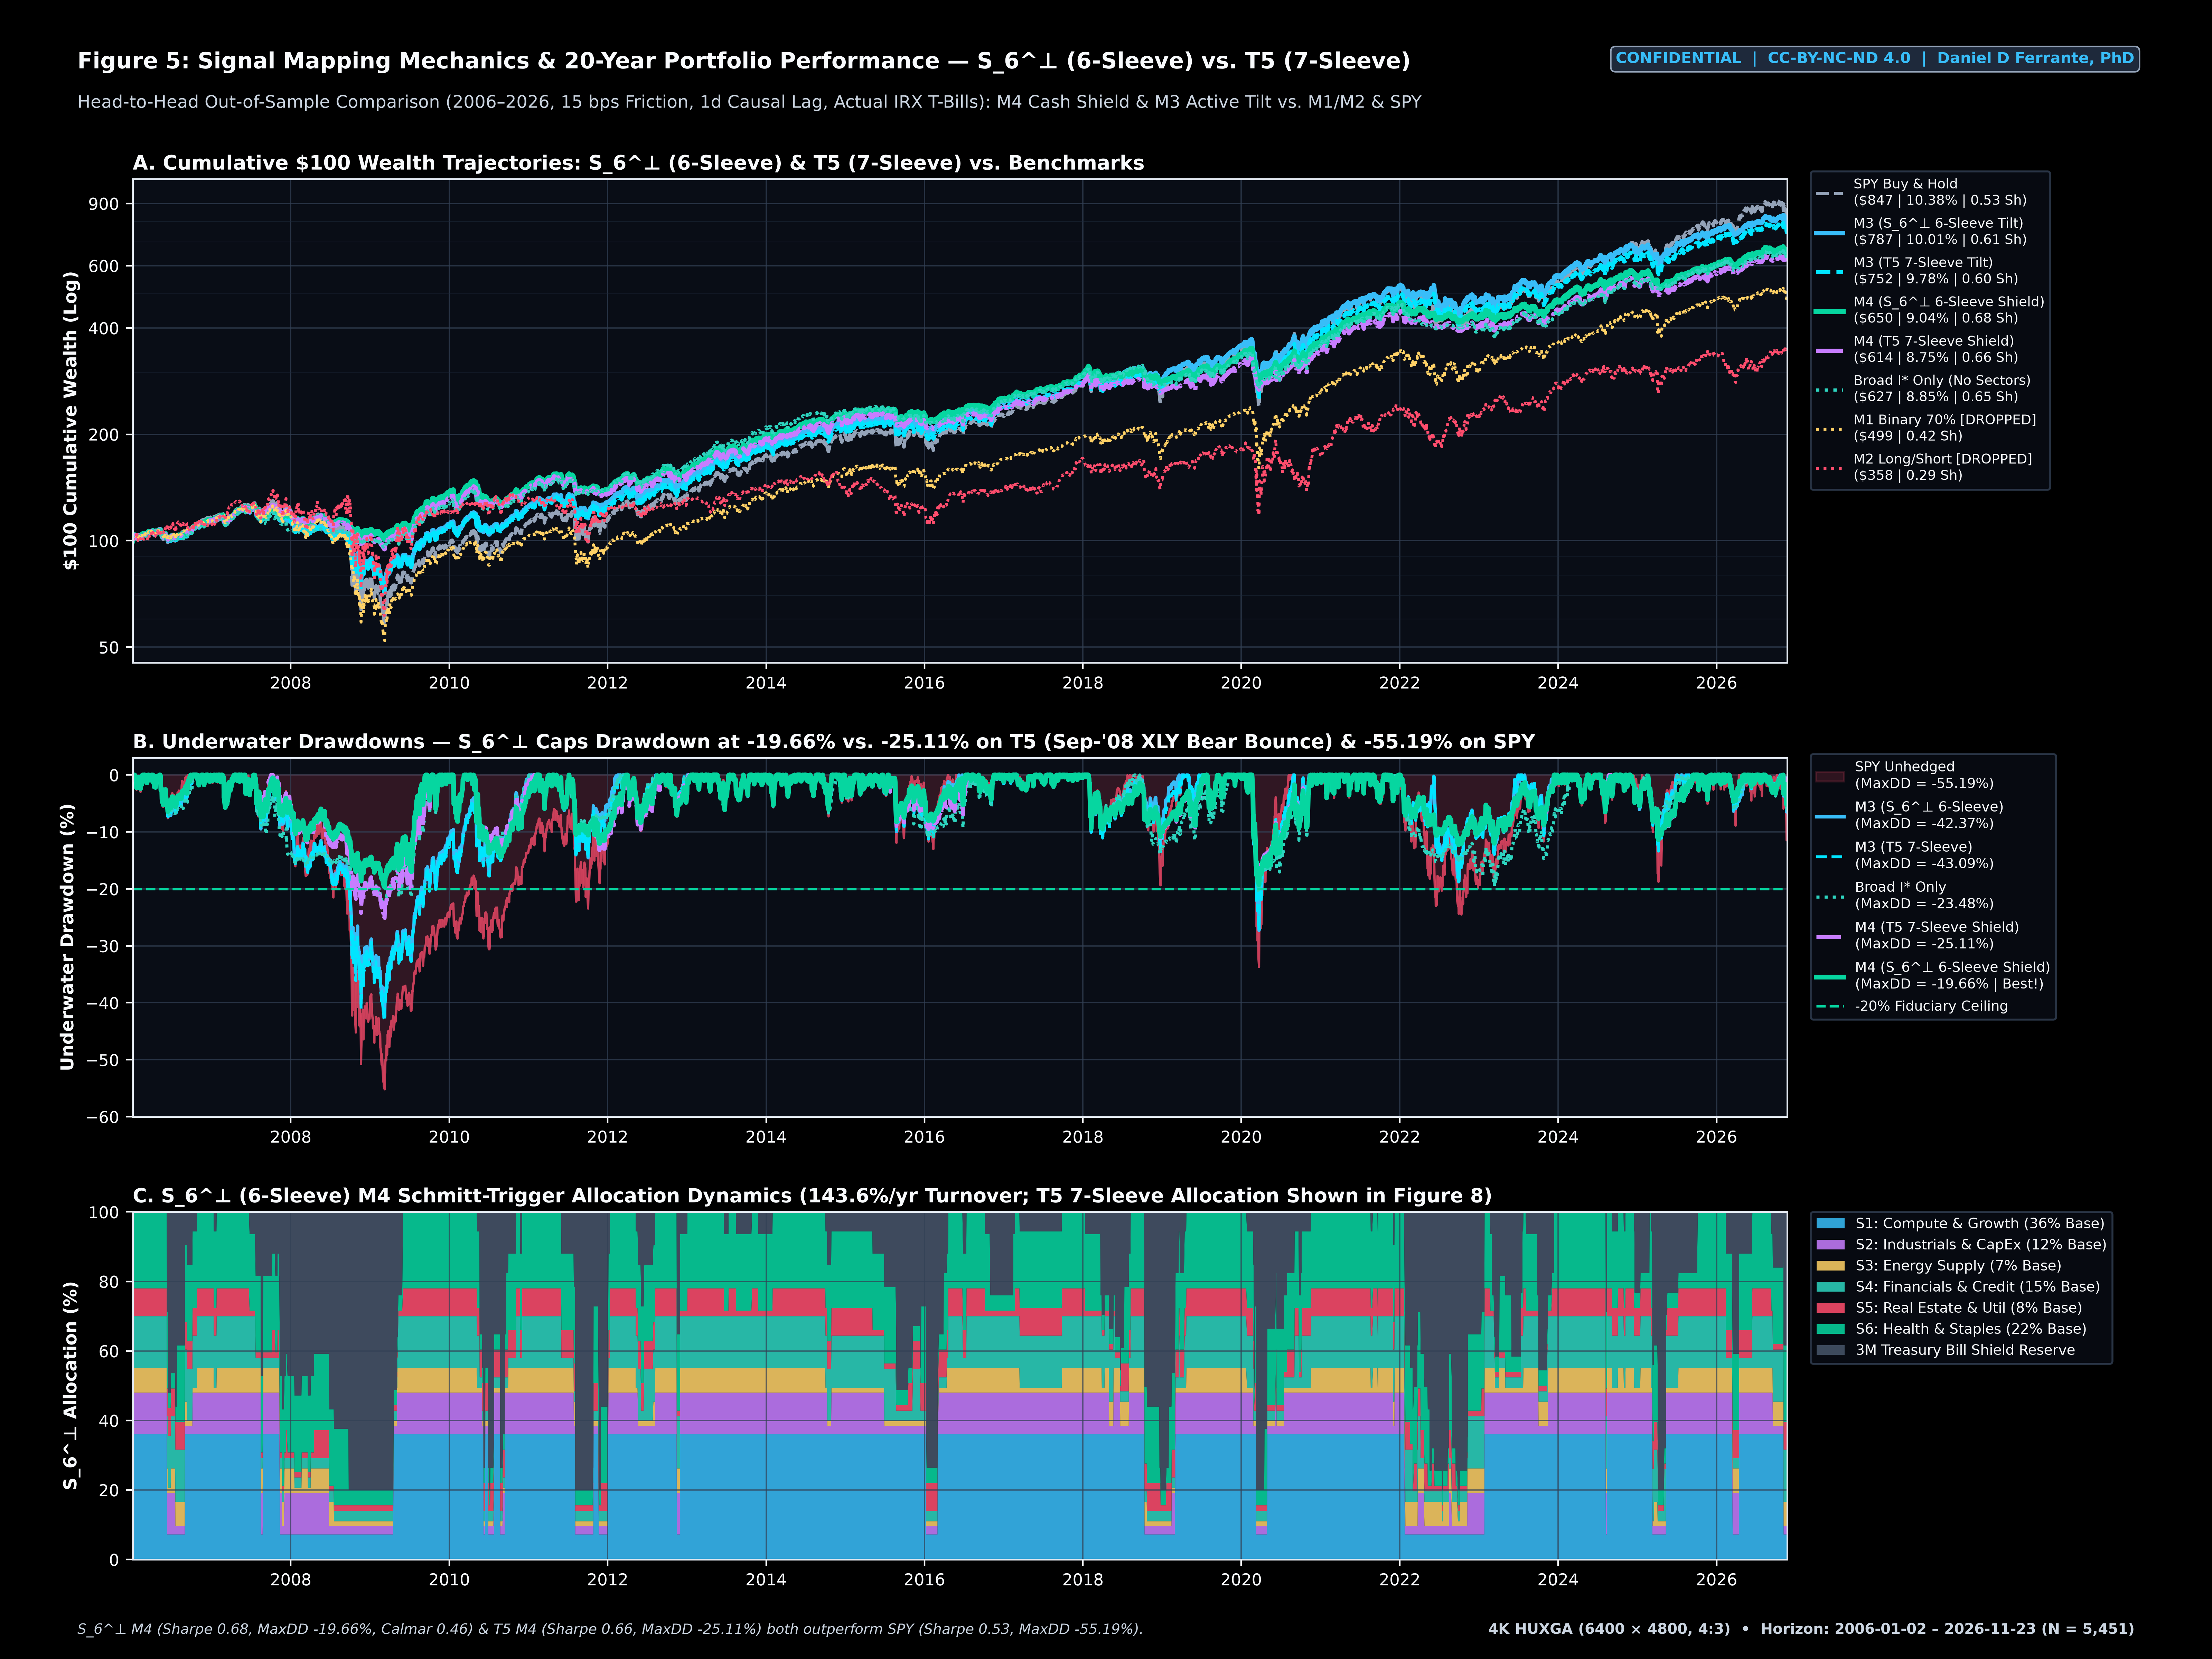 Figure 5: Signal Mapping Mechanics & 20-Year Portfolio Performance — S_6^⊥ (6-Sleeve) vs. T5 (7-Sleeve)
CONFIDENTIAL | CC-BY-NC-ND 4.0 | Daniel D Ferrante, PhD
Head-to-Head Out-of-Sample Comparison (2006–2026, 15 bps Friction, 1d Causal Lag, Actual IRX T-Bills): M4 Cash Shield & M3 Active Tilt vs. M1/M2 & SPY
A. Cumulative $100 Wealth Trajectories: S_6^⊥ (6-Sleeve) & T5 (7-Sleeve) vs. Benchmarks
$100 Cumulative Wealth (Log)
900
600
400
200
100
50
2008 2010 2012 2014 2016 2018 2020 2022 2024 2026
SPY Buy & Hold
($847 | 10.38% | 0.53 Sh)
M3 (S_6^⊥ 6-Sleeve Tilt)
($787 | 10.01% | 0.61 Sh)
M3 (T5 7-Sleeve Tilt)
($752 | 9.78% | 0.60 Sh)
M4 (S_6^⊥ 6-Sleeve Shield)
($650 | 9.04% | 0.68 Sh)
M4 (T5 7-Sleeve Shield)
($614 | 8.75% | 0.66 Sh)
Broad I* Only (No Sectors)
($627 | 8.85% | 0.65 Sh)
M1 Binary 70% [DROPPED]
($499 | 0.42 Sh)
M2 Long/Short [DROPPED]
($358 | 0.29 Sh)
B. Underwater Drawdowns — S_6^⊥ Caps Drawdown at -19.66% vs. -25.11% on T5 (Sep-'08 XLY Bear Bounce) & -55.19% on SPY
Underwater Drawdown (%)
0
−10
−20
−30
−40
−50
−60
2008 2010 2012 2014 2016 2018 2020 2022 2024 2026
SPY Unhedged
(MaxDD = -55.19%)
M3 (S_6^⊥ 6-Sleeve)
(MaxDD = -42.37%)
M3 (T5 7-Sleeve)
(MaxDD = -43.09%)
Broad I* Only
(MaxDD = -23.48%)
M4 (T5 7-Sleeve Shield)
(MaxDD = -25.11%)
M4 (S_6^⊥ 6-Sleeve Shield)
(MaxDD = -19.66% | Best!)
-20% Fiduciary Ceiling
C. S_6^⊥ (6-Sleeve) M4 Schmitt-Trigger Allocation Dynamics (143.6%/yr Turnover; T5 7-Sleeve Allocation Shown in Figure 8)
S_6^⊥ Allocation (%)
100
80
60
40
20
0
2008 2010 2012 2014 2016 2018 2020 2022 2024 2026
S1: Compute & Growth (36% Base)
S2: Industrials & CapEx (12% Base)
S3: Energy Supply (7% Base)
S4: Financials & Credit (15% Base)
S5: Real Estate & Util (8% Base)
S6: Health & Staples (22% Base)
3M Treasury Bill Shield Reserve
S_6^⊥ M4 (Sharpe 0.68, MaxDD -19.66%, Calmar 0.46) & T5 M4 (Sharpe 0.66, MaxDD -25.11%) both outperform SPY (Sharpe 0.53, MaxDD -55.19%).
4K HUXGA (6400 × 4800, 4:3) • Horizon: 2006-01-02 – 2026-11-23 (N = 5,451)